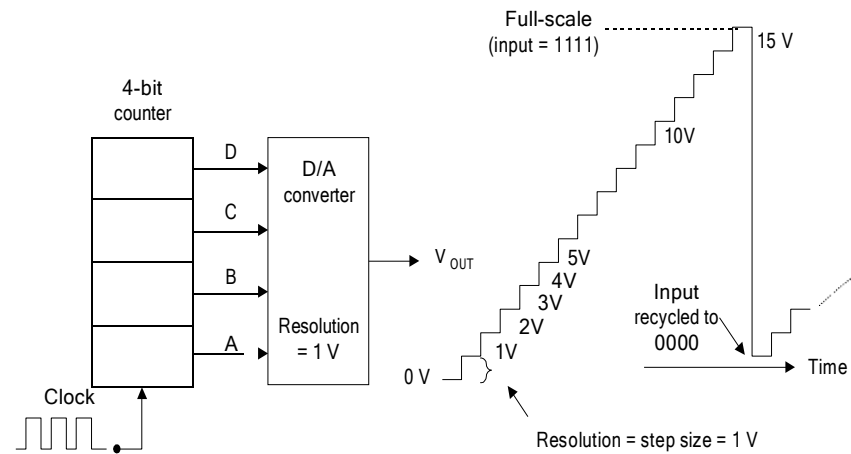 4-bit
counter
D
C
B
A
Clock
D/A
converter
Resolution
= 1 V
V OUT
Full-scale
(input = 1111)
15 V
10V
5V
4V
3V
2V
1V
0 V
Input
recycled to
0000
Time
Resolution = step size = 1 V